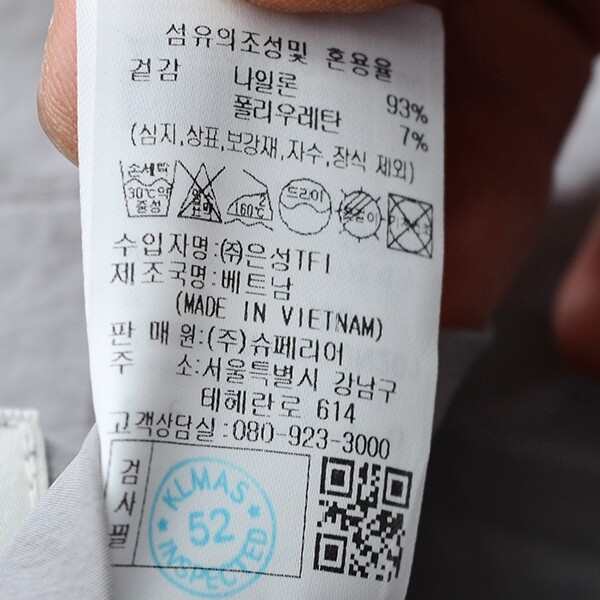 섬유의조성및 혼용율
겉감 나일론 93%
폴리우레탄 7%
(심지,상표,보강재,자수,장식 제외)
손세탁 30℃약 중성
염소 표백
2 160℃
드라이
수입자명:㈜은성TFI
제조국명:베트남
(MADE IN VIETNAM)
판매원:(주)슈페리어
주 소:서울특별시 강남구
테헤란로 614
고객상담실:080-923-3000
검사필
KLMAS
52
INSPECTED